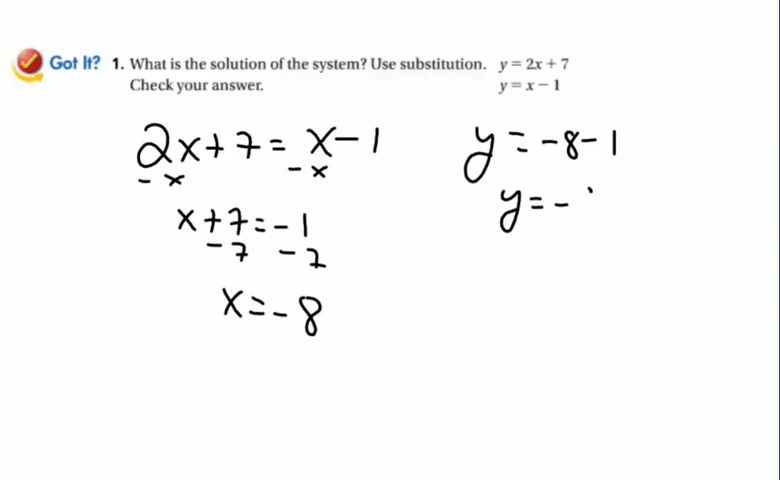 Got It? 1. What is the solution of the system? Use substitution. y = 2x + 7
Check your answer. y = x − 1
2x + 7 = x − 1
− x − x
x + 7 = − 1
− 7 − 7
x = − 8
y = − 8 − 1
y = −